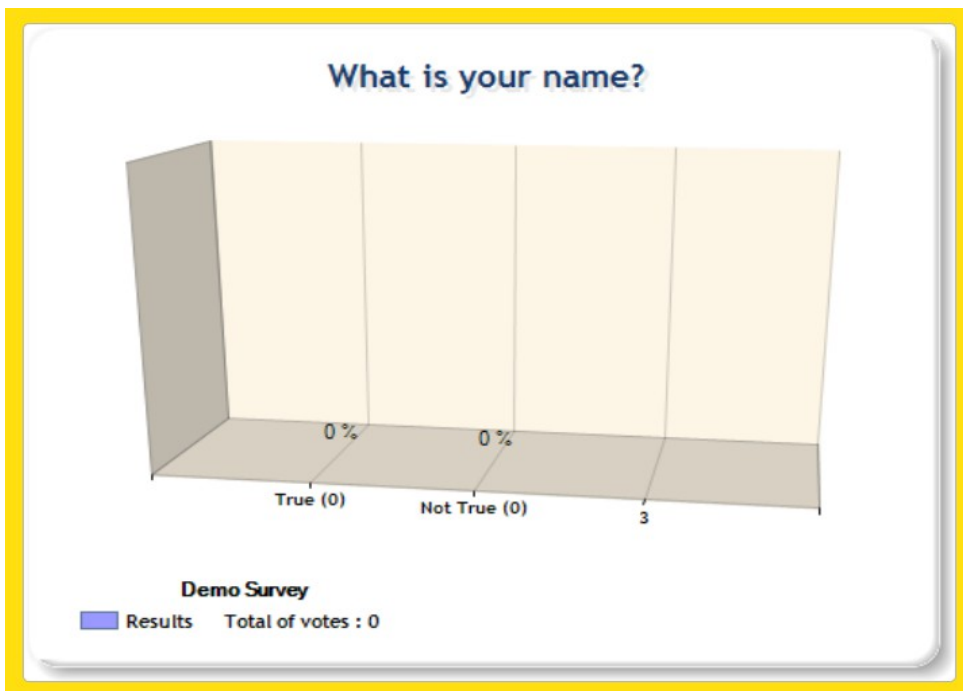 What is your name?
0 %
0 %
True (0)
Not True (0)
3
Demo Survey
Results
Total of votes : 0